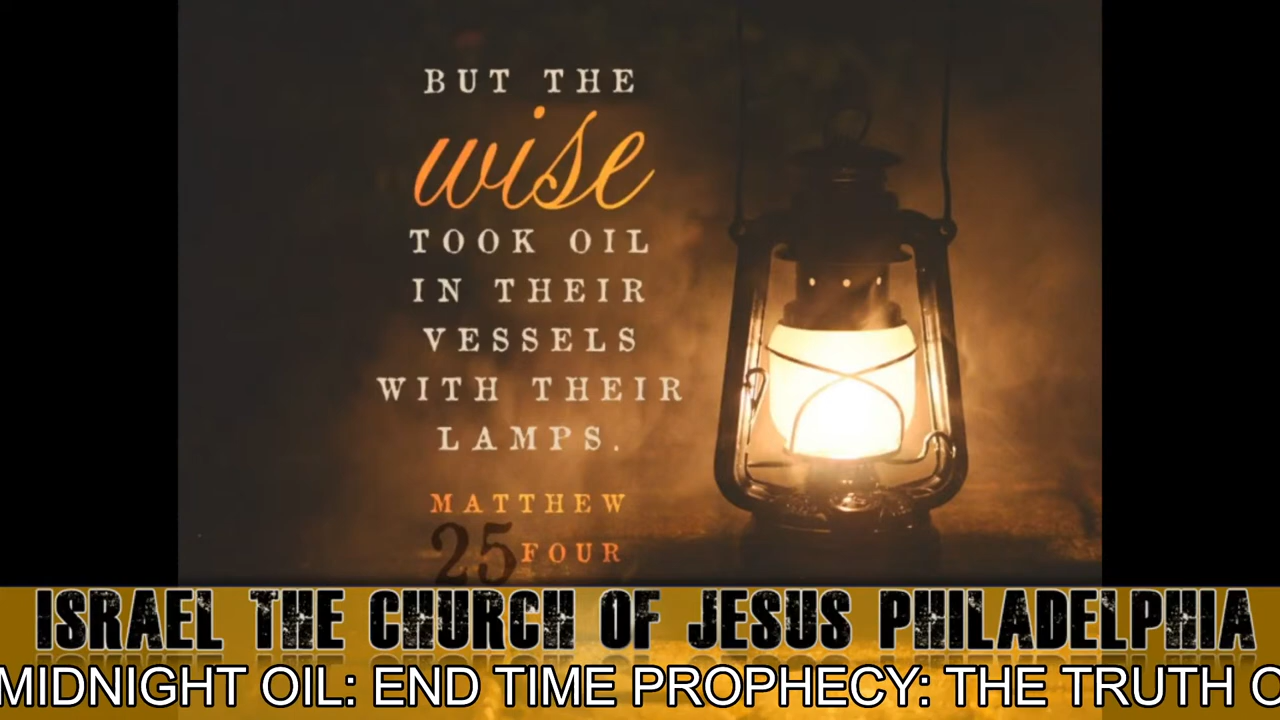 BUT THE
wise
TOOK OIL
IN THEIR
VESSELS
WITH THEIR
LAMPS.
MATTHEW
25 FOUR
ISRAEL THE CHURCH OF JESUS PHILADELPHIA
MIDNIGHT OIL: END TIME PROPHECY: THE TRUTH